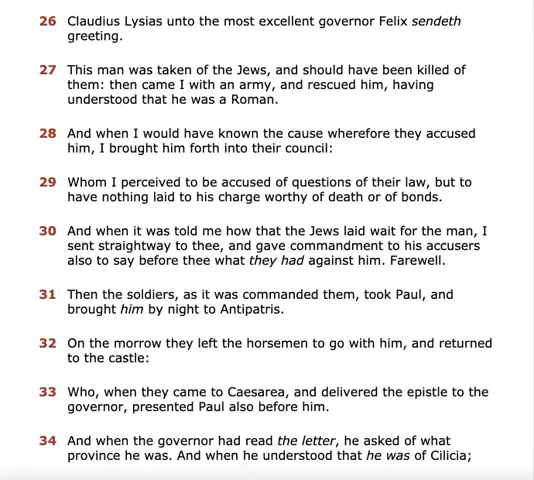 26 Claudius Lysias unto the most excellent governor Felix sendeth
greeting.
27 This man was taken of the Jews, and should have been killed of
them: then came I with an army, and rescued him, having
understood that he was a Roman.
28 And when I would have known the cause wherefore they accused
him, I brought him forth into their council:
29 Whom I perceived to be accused of questions of their law, but to
have nothing laid to his charge worthy of death or of bonds.
30 And when it was told me how that the Jews laid wait for the man, I
sent straightway to thee, and gave commandment to his accusers
also to say before thee what they had against him. Farewell.
31 Then the soldiers, as it was commanded them, took Paul, and
brought him by night to Antipatris.
32 On the morrow they left the horsemen to go with him, and returned
to the castle:
33 Who, when they came to Caesarea, and delivered the epistle to the
governor, presented Paul also before him.
34 And when the governor had read the letter, he asked of what
province he was. And when he understood that he was of Cilicia;